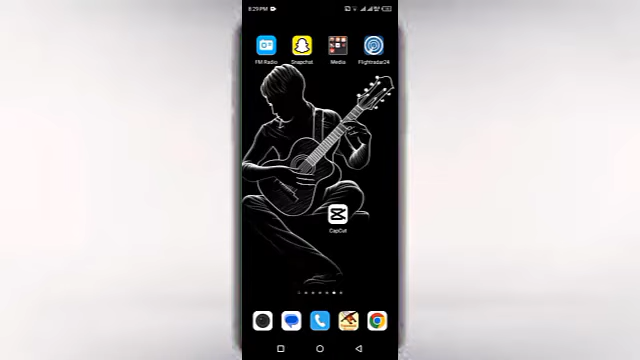 8:29 PM
FM Radio
Snapchat
Media
Flightradar24
CapCut